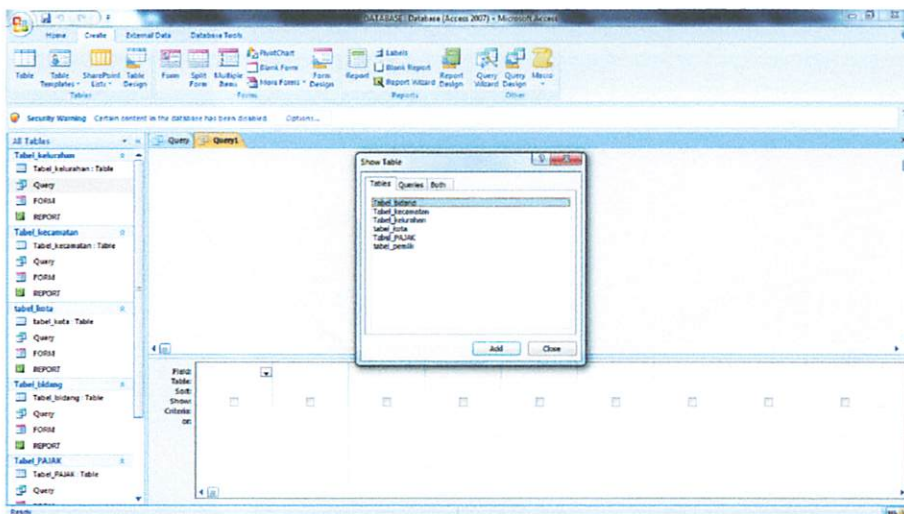 DATABASE: Database (Access 2007) - Microsoft Access
Home Create External Data Database Tools
Table
Table Templates
SharePoint Lists
Table Design
Tables
Form
Split Form
Multiple Items
PivotChart
Blank Form
More Forms
Form Design
Forms
Report
Labels
Blank Report
Report Wizard
Report Design
Reports
Query Wizard
Query Design
Macro
Other
Security Warning Certain content in the database has been disabled Options...
All Tables
Tabel_kelurahan
Tabel_kelurahan : Table
Query
FORM
REPORT
Tabel_kecamatan
Tabel_kecamatan : Table
Query
FORM
REPORT
tabel_kota
tabel_kota : Table
Query
FORM
REPORT
Tabel_bidang
Tabel_bidang : Table
Query
FORM
REPORT
Tabel_PAJAK
Tabel_PAJAK : Table
Query
Query Query1
Show Table
Tables Queries Both
Tabel_bidang
Tabel_kecamatan
Tabel_kelurahan
tabel_kota
Tabel_PAJAK
tabel_pemilik
Add Close
Field:
Table:
Sort:
Show:
Criteria:
or:
Ready